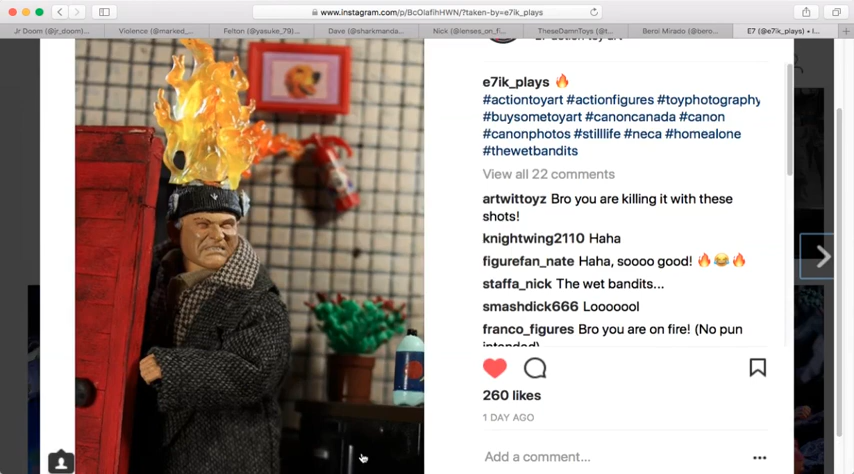 www.instagram.com/p/BcOlafihHWN/?taken-by=e7ik_plays
Jr Doom (@jr_doom)...
Violence (@marked_...
Felton (@yasuke_79)...
Dave (@sharkmanda...
Nick (@lenses_on_fi...
TheseDamnToys (@t...
Bero! Mirado (@bero...
E7 (@e7ik_plays) • I...
e7ik_plays 🔥
#actiontoyart #actionfigures #toyphotography
#buysometoyart #canoncanada #canon
#canonphotos #stilllife #neca #homealone
#thewetbandits
View all 22 comments
artwittoyz Bro you are killing it with these
shots!
knightwing2110 Haha
figurefan_nate Haha, soooo good! 🔥😂🔥
staffa_nick The wet bandits...
smashdick666 Looooool
franco_figures Bro you are on fire! (No pun
intended)
260 likes
1 DAY AGO
Add a comment...